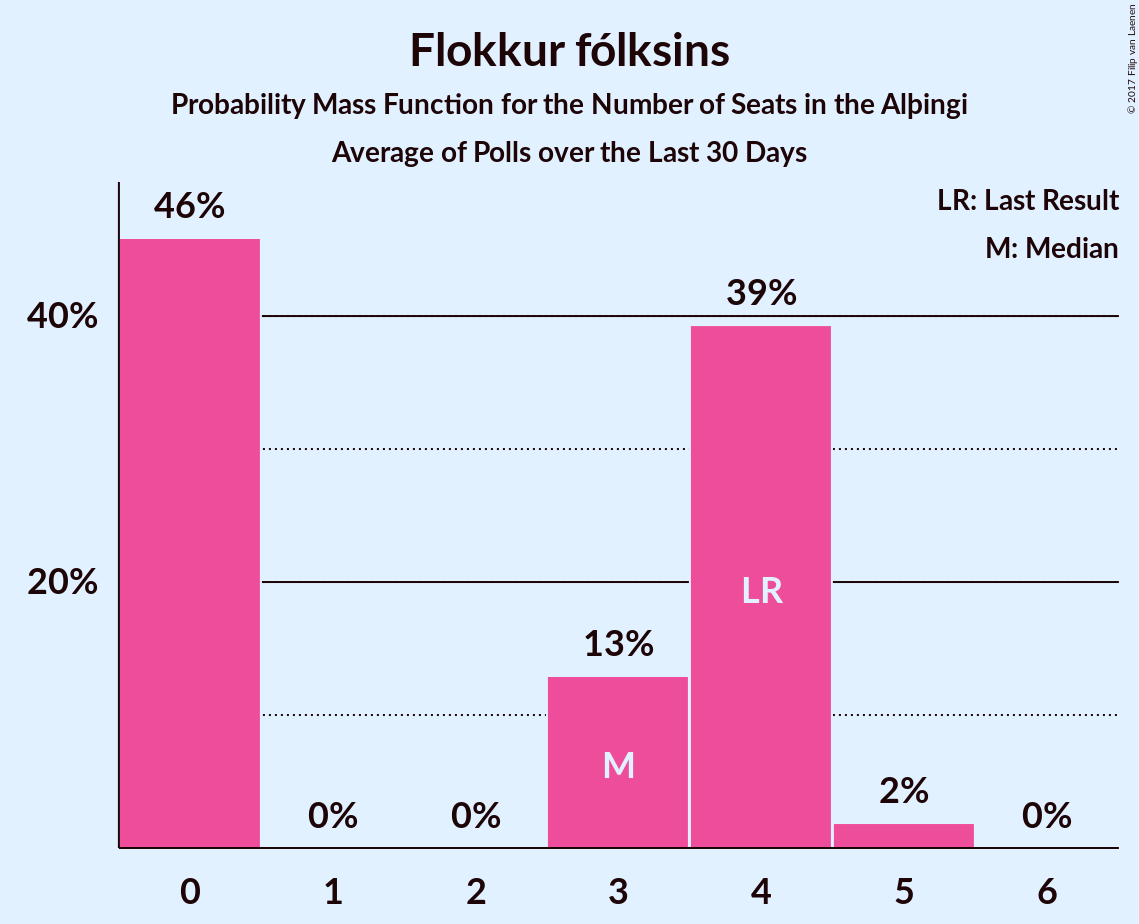 Flokkur fólksins
Probability Mass Function for the Number of Seats in the Alþingi
Average of Polls over the Last 30 Days
© 2017 Filip van Laenen
LR: Last Result
M: Median
46%
39%
40%
20%
LR
13%
M
2%
0%
0%
0%
0 1 2 3 4 5 6